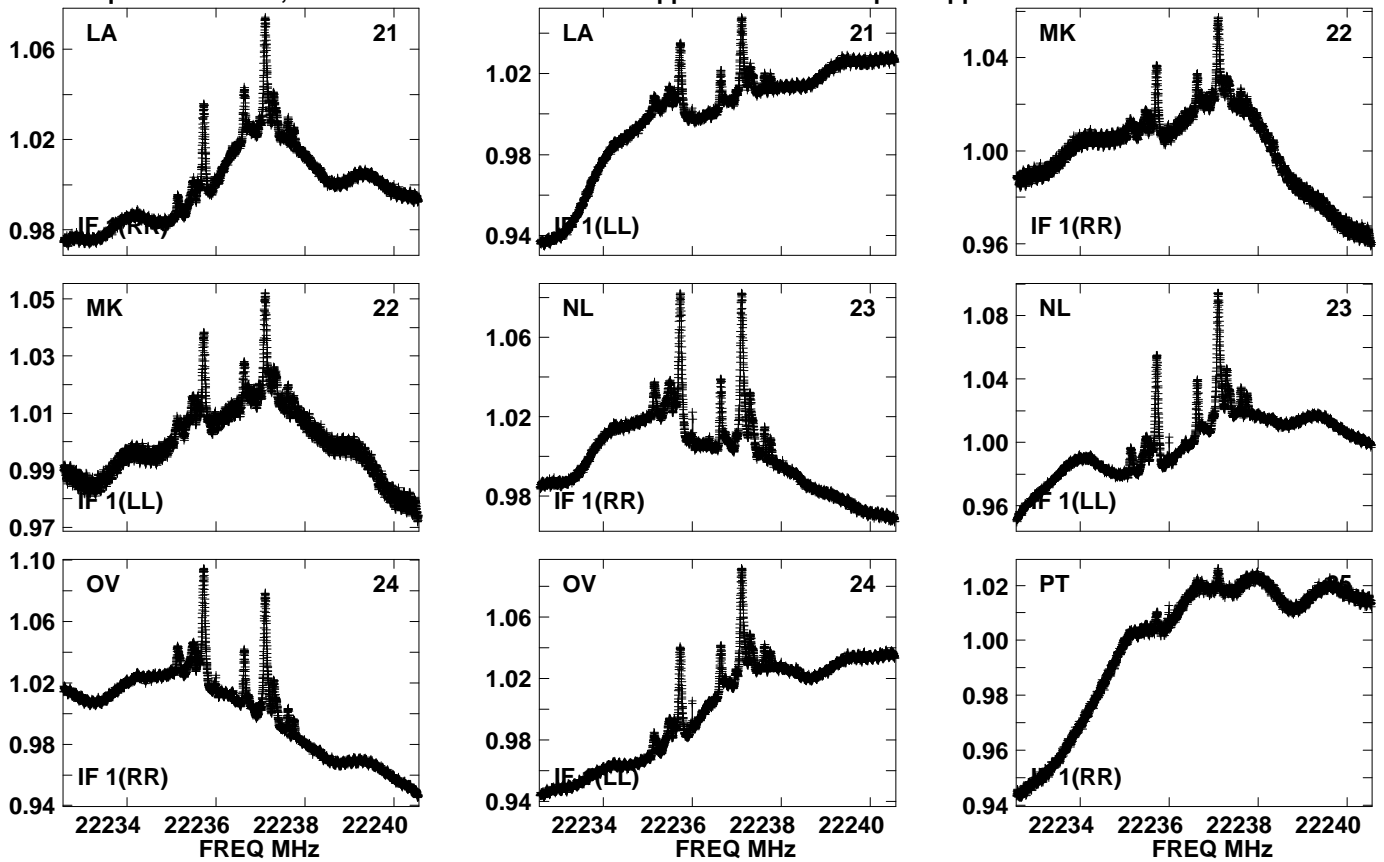 LA 21
1.06
1.02
0.98
IF 1(RR)
LA 21
1.02
0.98
0.94
IF 1(LL)
MK 22
1.04
1.00
0.96
IF 1(RR)
MK 22
1.05
1.03
1.01
0.99
0.97
IF 1(LL)
NL 23
1.06
1.02
0.98
IF 1(RR)
NL 23
1.08
1.04
1.00
0.96
IF 1(LL)
OV 24
1.10
1.06
1.02
0.98
0.94
IF 1(RR)
22234 22236 22238 22240
FREQ MHz
OV 24
1.06
1.02
0.98
0.94
IF 1(LL)
PT 25
1.02
1.00
0.98
0.96
0.94
IF 1(RR)
22234 22236 22238 22240
FREQ MHz